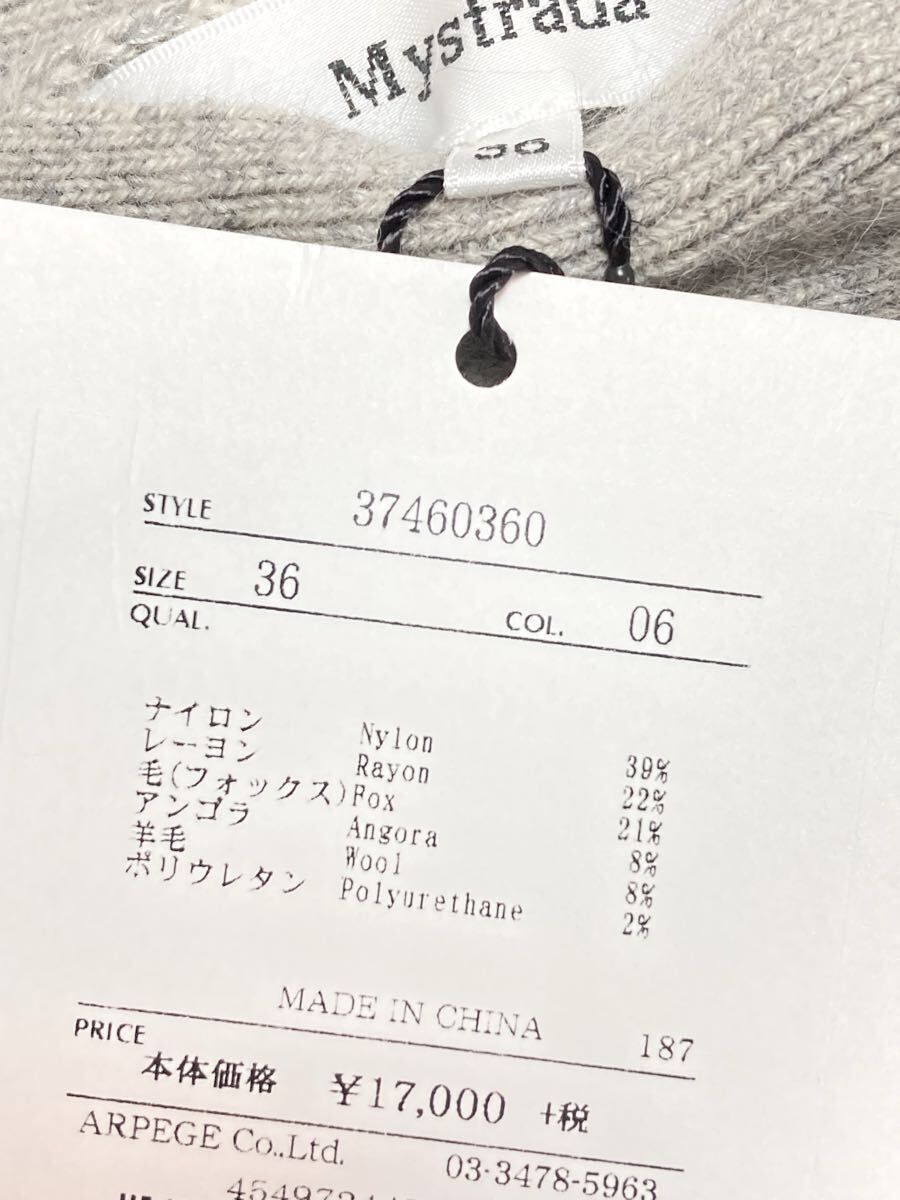 Mystrada
36
STYLE 37460360
SIZE 36
QUAL. COL. 06
ナイロン Nylon 39%
レーヨン Rayon 22%
毛(フォックス) Fox 21%
アンゴラ Angora 8%
羊毛 Wool 8%
ポリウレタン Polyurethane 2%
MADE IN CHINA 187
PRICE
本体価格 ¥17,000 +税
ARPEGE Co.,Ltd.
03-3478-5963